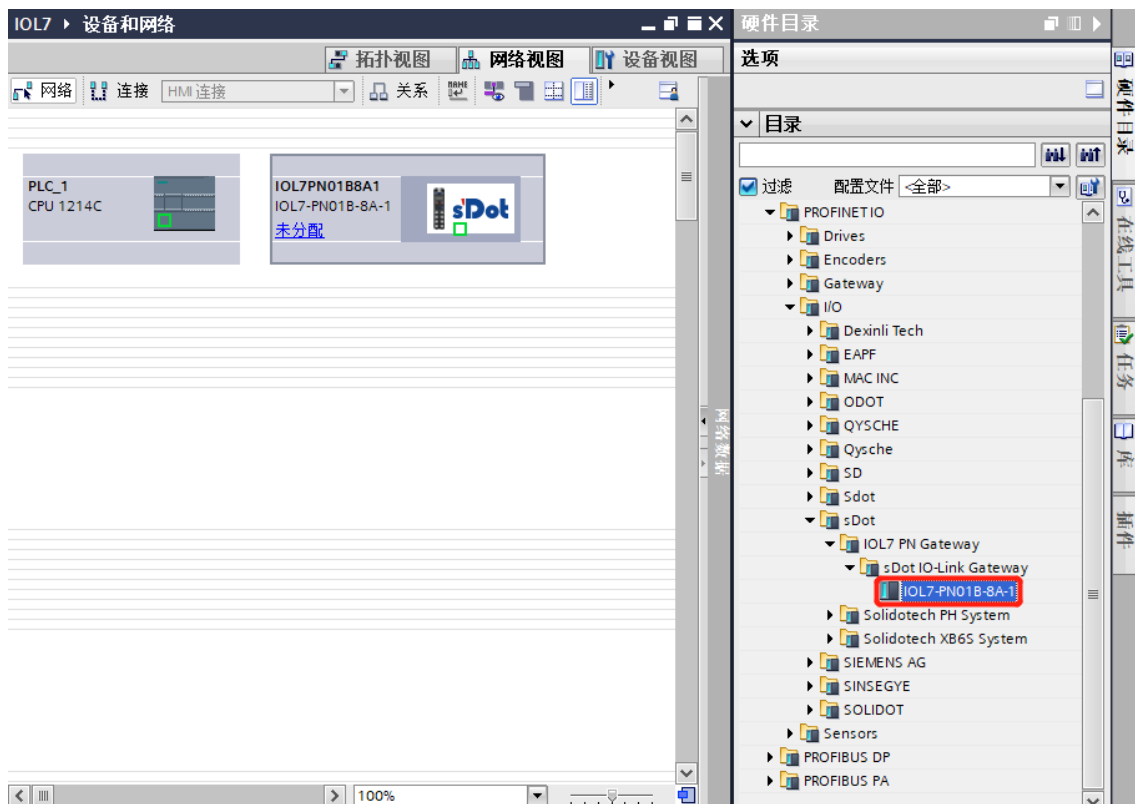 IOL7 ▸ 设备和网络
拓扑视图 网络视图 设备视图
网络 连接 HMI 连接 关系
PLC_1
CPU 1214C
IOL7PN01B8A1
IOL7-PN01B-8A-1
未分配
s'Dot
网络数据
100%
硬件目录
选项
目录
过滤 配置文件 <全部>
PROFINET IO
Drives
Encoders
Gateway
I/O
Dexinli Tech
EAPF
MAC INC
ODOT
QYSCHE
Qysche
SD
Sdot
sDot
IOL7 PN Gateway
sDot IO-Link Gateway
IOL7-PN01B-8A-1
Solidotech PH System
Solidotech XB6S System
SIEMENS AG
SINSEGYE
SOLIDOT
Sensors
PROFIBUS DP
PROFIBUS PA
硬件目录
在线工具
任务
库
插件